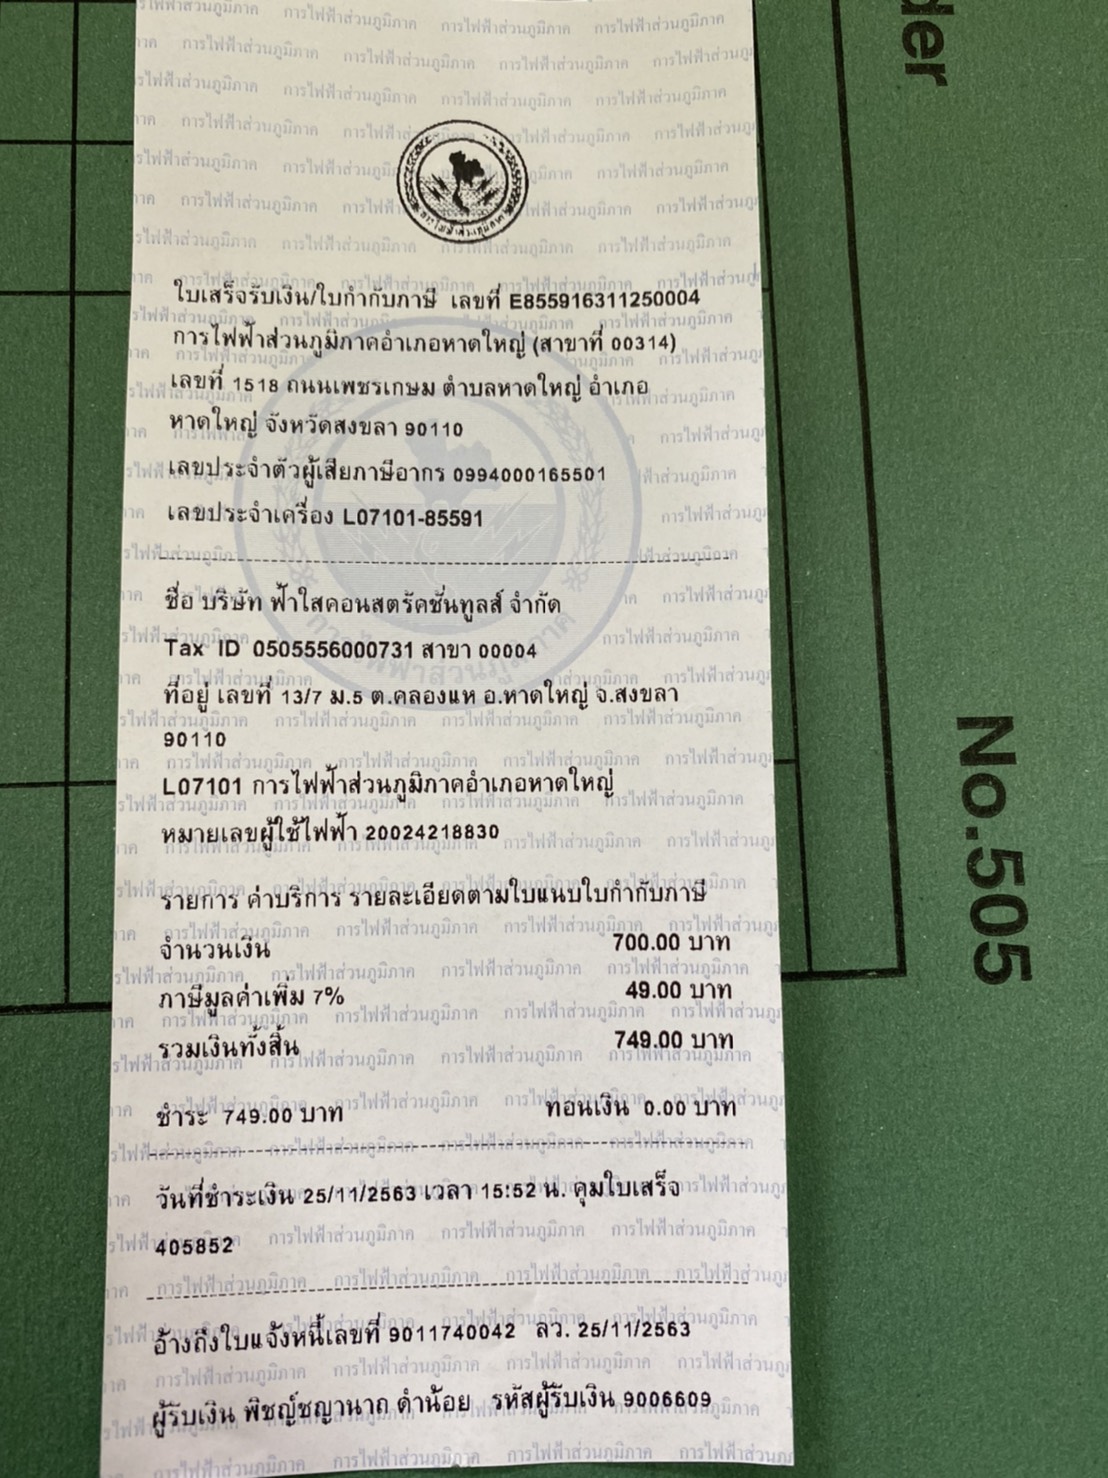 ใบเสร็จรับเงิน/ใบกำกับภาษี เลขที่ E855916311250004
การไฟฟ้าส่วนภูมิภาคอำเภอหาดใหญ่ (สาขาที่ 00314)
เลขที่ 1518 ถนนเพชรเกษม ตำบลหาดใหญ่ อำเภอ
หาดใหญ่ จังหวัดสงขลา 90110
เลขประจำตัวผู้เสียภาษีอากร 0994000165501
เลขประจำเครื่อง L07101-85591
ชื่อ บริษัท ฟ้าใสคอนสตรัคชั่นทูลส์ จำกัด
Tax ID 0505556000731 สาขา 00004
ที่อยู่ เลขที่ 13/7 ม.5 ต.คลองแห อ.หาดใหญ่ จ.สงขลา
90110
L07101 การไฟฟ้าส่วนภูมิภาคอำเภอหาดใหญ่
หมายเลขผู้ใช้ไฟฟ้า 20024218830
รายการ ค่าบริการ รายละเอียดตามใบแนบใบกำกับภาษี
จำนวนเงิน 700.00 บาท
ภาษีมูลค่าเพิ่ม 7% 49.00 บาท
รวมเงินทั้งสิ้น 749.00 บาท
ชำระ 749.00 บาท ทอนเงิน 0.00 บาท
วันที่ชำระเงิน 25/11/2563 เวลา 15:52 น. คุมใบเสร็จ
405852
อ้างถึงใบแจ้งหนี้เลขที่ 9011740042 ลว. 25/11/2563
ผู้รับเงิน พิชญ์ชญานาถ ดำน้อย รหัสผู้รับเงิน 9006609
การไฟฟ้าส่วนภูมิภาค
No.505